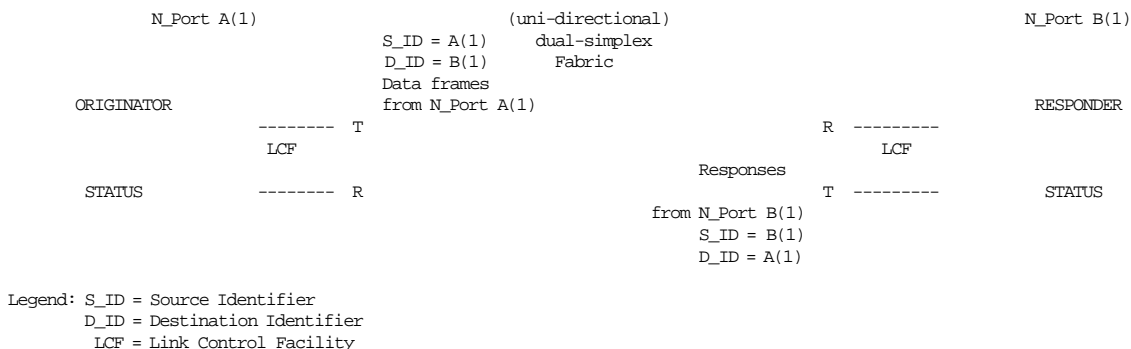 N_Port A(1) (uni-directional) N_Port B(1)
S_ID = A(1) dual-simplex
D_ID = B(1) Fabric
Data frames
ORIGINATOR from N_Port A(1) RESPONDER
-------- T R ---------
LCF LCF
Responses
STATUS -------- R T --------- STATUS
from N_Port B(1)
S_ID = B(1)
D_ID = A(1)
Legend: S_ID = Source Identifier
D_ID = Destination Identifier
LCF = Link Control Facility